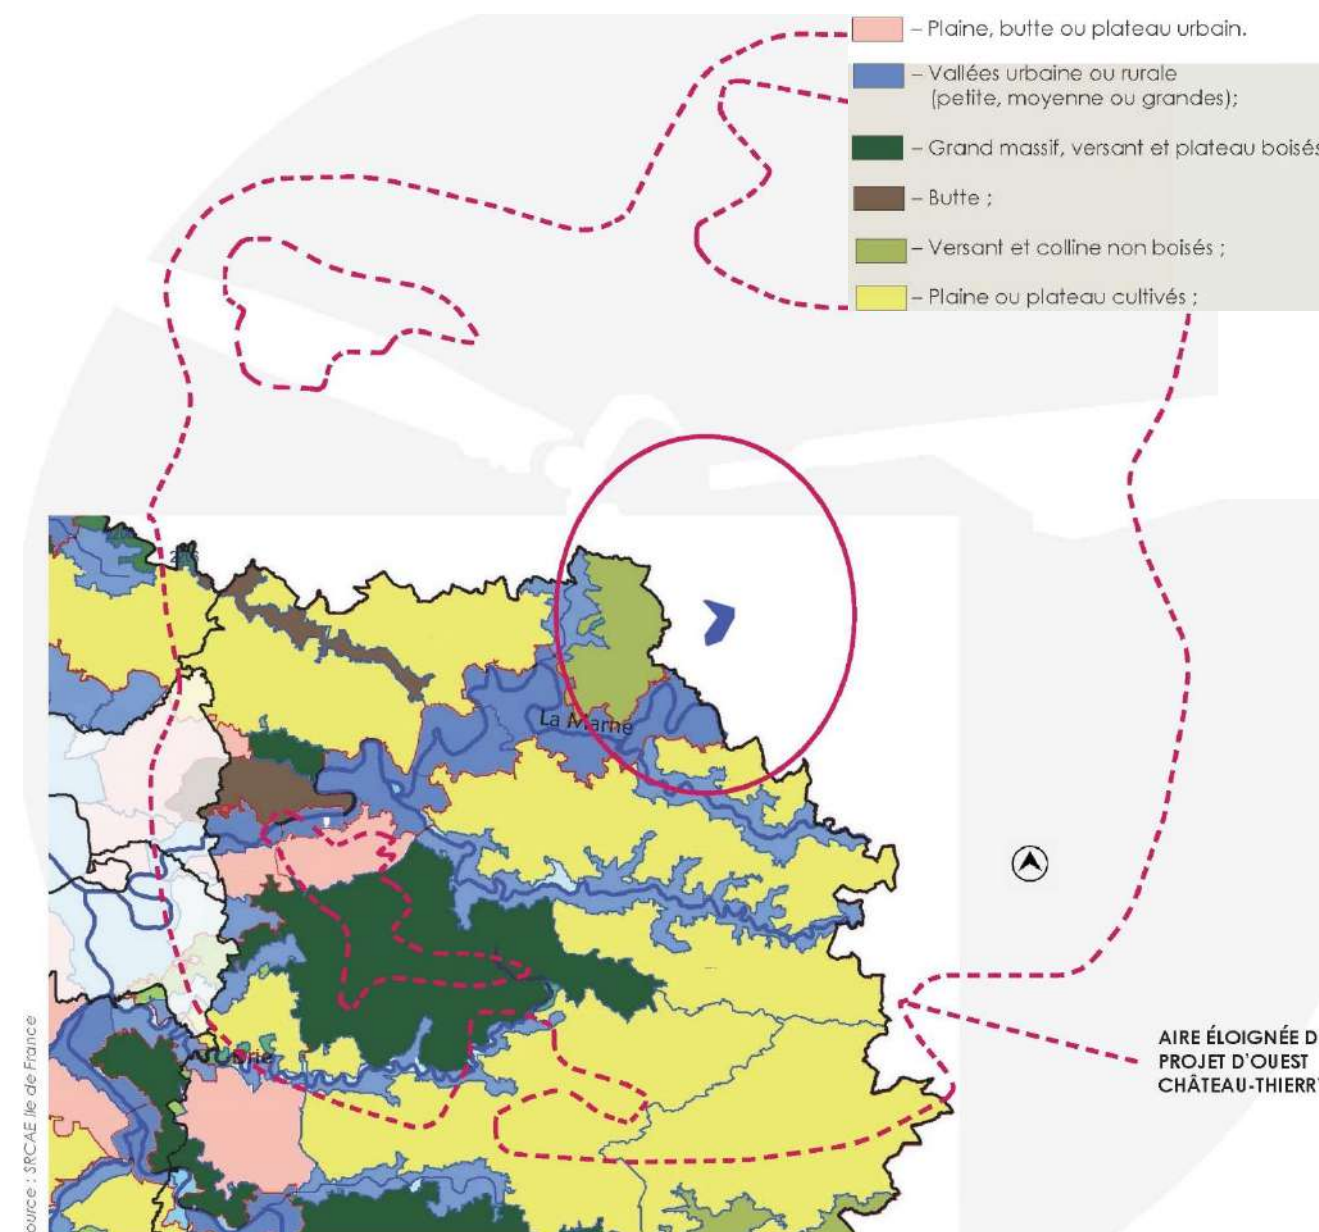 – Plaine, butte ou plateau urbain.
– Vallées urbaine ou rurale
(petite, moyenne ou grandes);
– Grand massif, versant et plateau boisés
– Butte ;
– Versant et colline non boisés ;
– Plaine ou plateau cultivés ;
La Marne
AIRE ÉLOIGNÉE D
PROJET D'OUEST
CHÂTEAU-THIERR
ource : SRCAE Ile de France